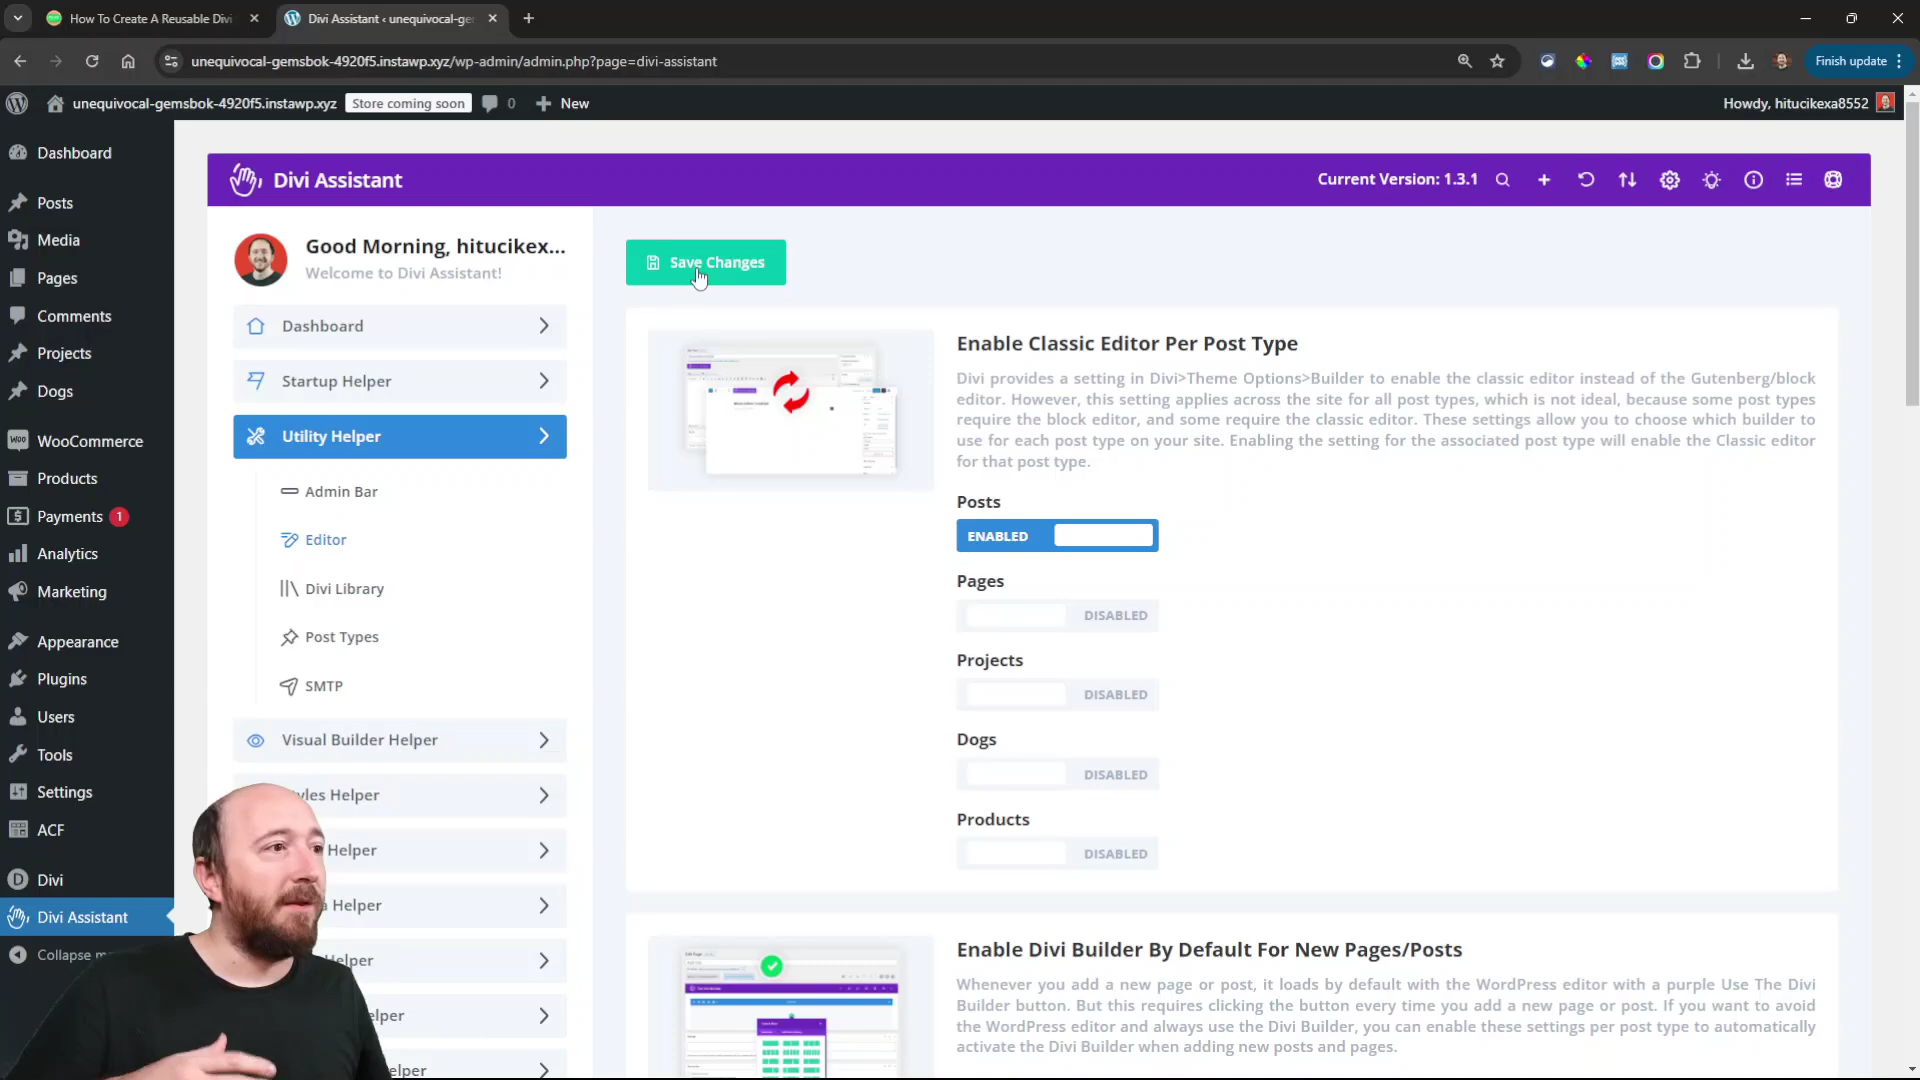 How To Create A Reusable Divi
Divi Assistant ‹ unequivocal-ge
unequivocal-gemsbok-4920f5.instawp.xyz/wp-admin/admin.php?page=divi-assistant
Finish update
unequivocal-gemsbok-4920f5.instawp.xyz
Store coming soon
0
New
Howdy, hitucikexa8552
Dashboard
Posts
Media
Pages
Comments
Projects
Dogs
WooCommerce
Products
Payments 1
Analytics
Marketing
Appearance
Plugins
Users
Tools
Settings
ACF
Divi
Divi Assistant
Collapse m
Divi Assistant
Current Version: 1.3.1
Good Morning, hitucikex...
Welcome to Divi Assistant!
Dashboard
Startup Helper
Utility Helper
Admin Bar
Editor
Divi Library
Post Types
SMTP
Visual Builder Helper
yles Helper
Helper
a Helper
Helper
elper
elper
Save Changes
Enable Classic Editor Per Post Type
Divi provides a setting in Divi>Theme Options>Builder to enable the classic editor instead of the Gutenberg/block
editor. However, this setting applies across the site for all post types, which is not ideal, because some post types
require the block editor, and some require the classic editor. These settings allow you to choose which builder to
use for each post type on your site. Enabling the setting for the associated post type will enable the Classic editor
for that post type.
Posts
ENABLED
Pages
DISABLED
Projects
DISABLED
Dogs
DISABLED
Products
DISABLED
Enable Divi Builder By Default For New Pages/Posts
Whenever you add a new page or post, it loads by default with the WordPress editor with a purple Use The Divi
Builder button. But this requires clicking the button every time you add a new page or post. If you want to avoid
the WordPress editor and always use the Divi Builder, you can enable these settings per post type to automatically
activate the Divi Builder when adding new posts and pages.